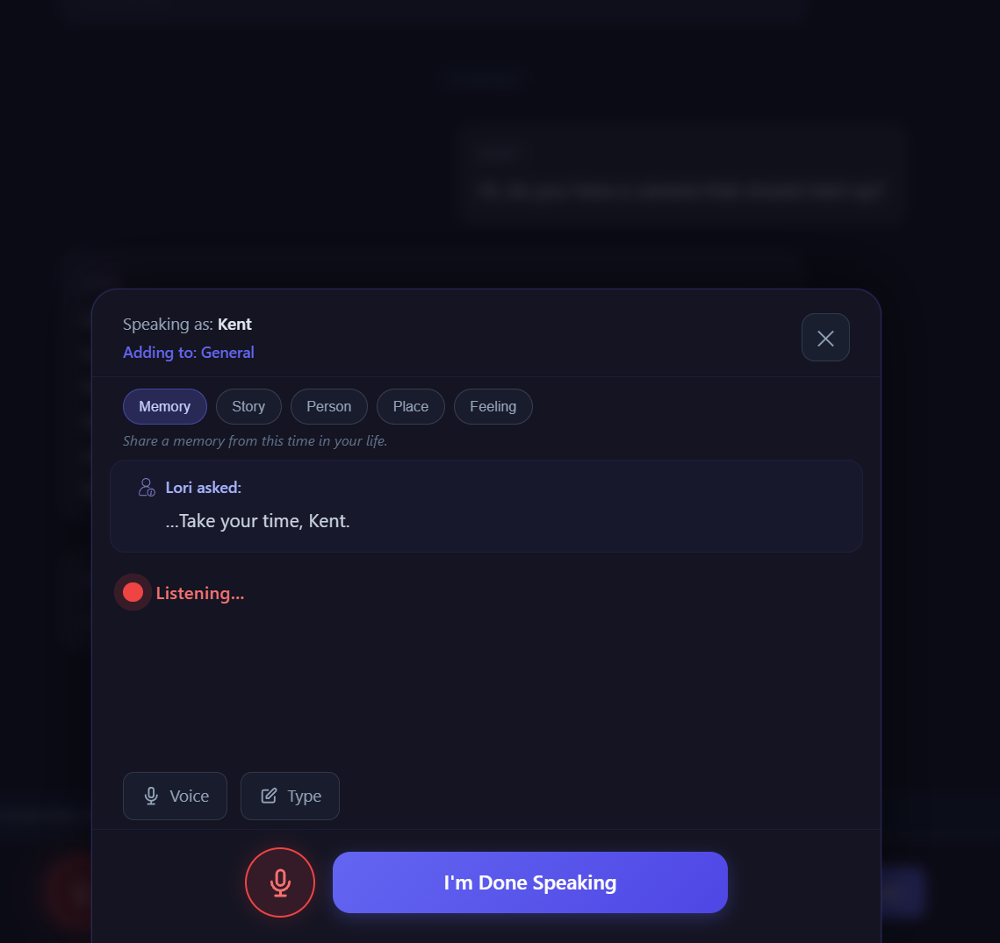 Speaking as: Kent
Adding to: General
Memory
Story
Person
Place
Feeling
Share a memory from this time in your life.
Lori asked:
...Take your time, Kent.
Listening...
Voice
Type
I'm Done Speaking